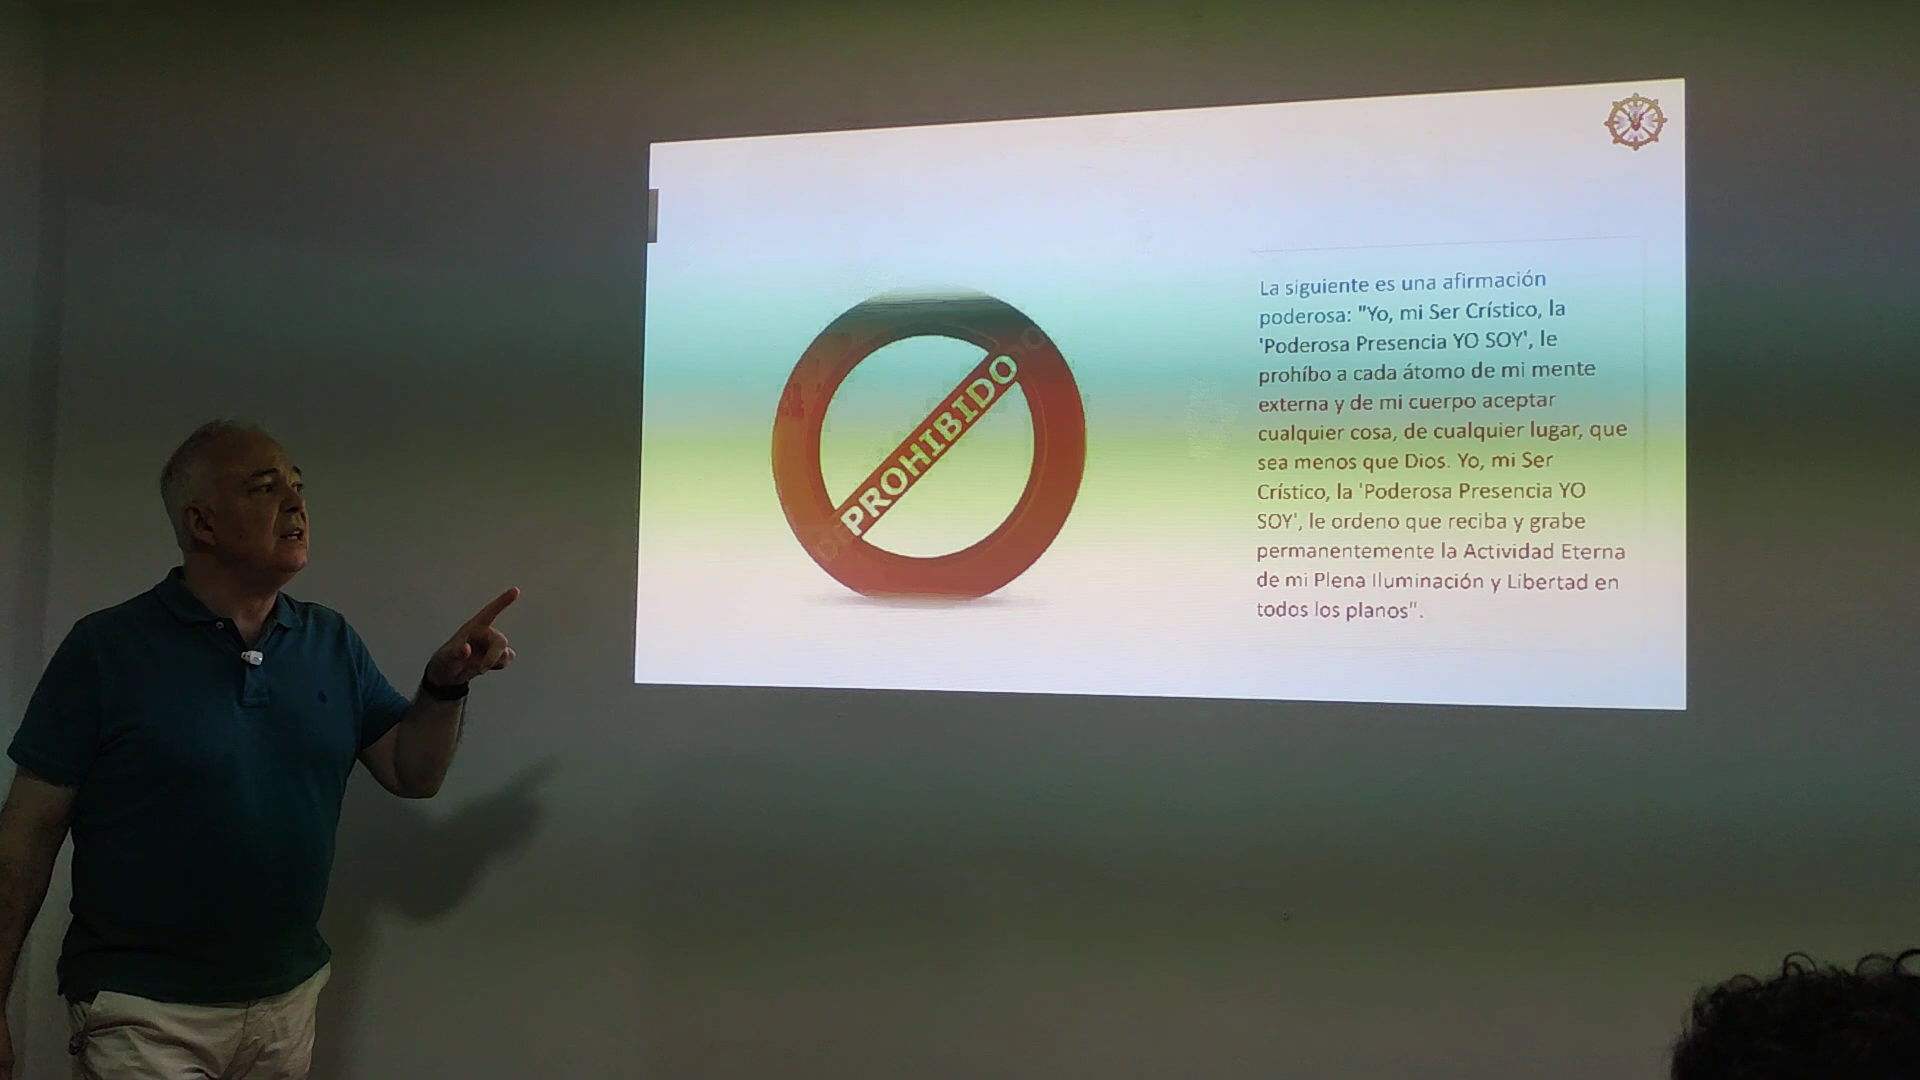 PROHIBIDO
La siguiente es una afirmación
poderosa: "Yo, mi Ser Crístico, la
'Poderosa Presencia YO SOY', le
prohíbo a cada átomo de mi mente
externa y de mi cuerpo aceptar
cualquier cosa, de cualquier lugar, que
sea menos que Dios. Yo, mi Ser
Crístico, la 'Poderosa Presencia YO
SOY', le ordeno que reciba y grabe
permanentemente la Actividad Eterna
de mi Plena Iluminación y Libertad en
todos los planos".